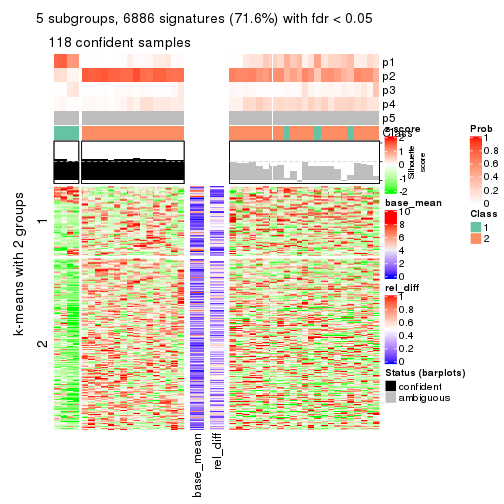 5 subgroups, 6886 signatures (71.6%) with fdr < 0.05
118 confident samples
p1
p2
p3
p4
p5
Class
z-score
2
1
0
-1
-2
Silhouette
score
base_mean
10
8
6
4
2
0
rel_diff
1
0.8
0.6
0.4
0.2
0
Status (barplots)
confident
ambiguous
Prob
1
0.8
0.6
0.4
0.2
0
Class
1
2
k-means with 2 groups
1
2
base_mean
rel_diff